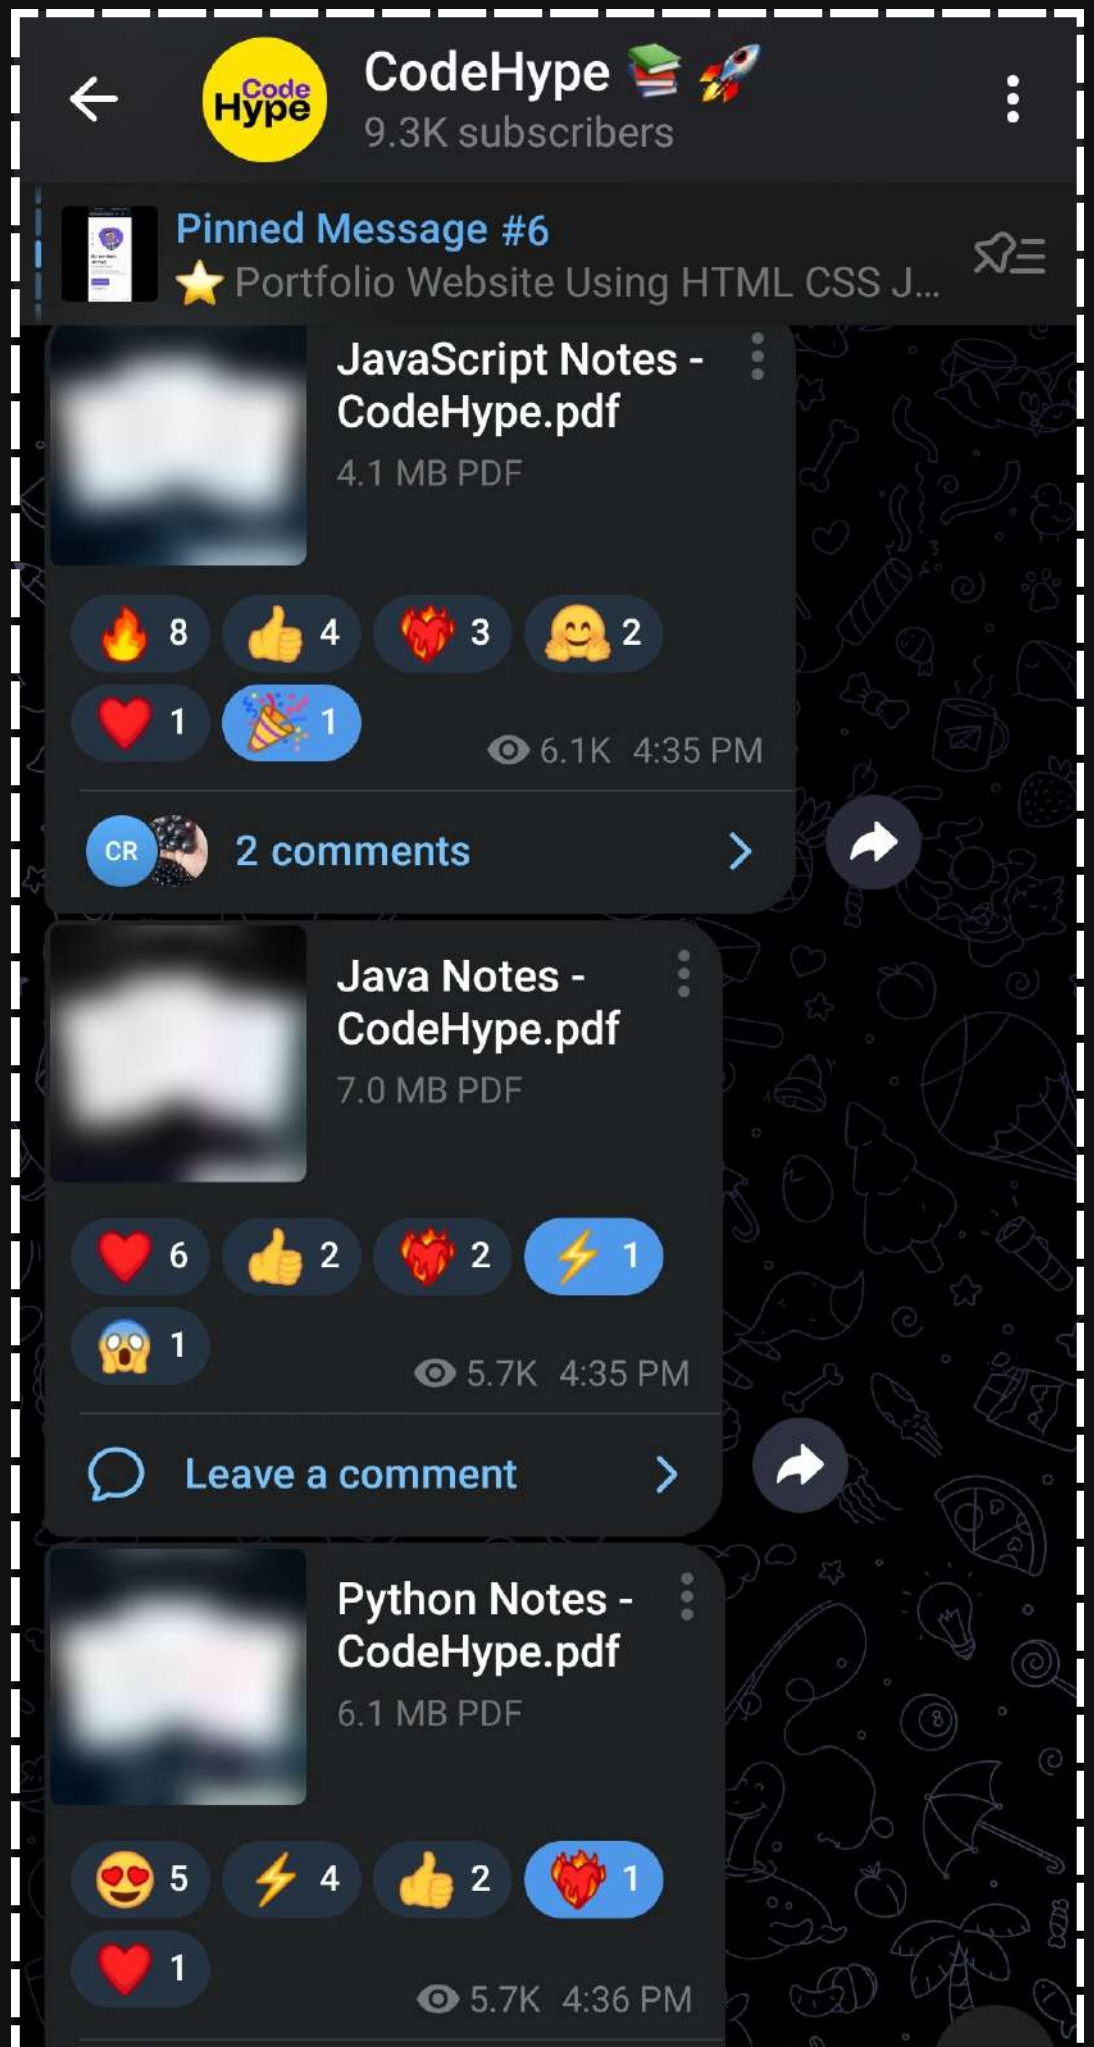 Code
Hype
CodeHype 📚 🚀
9.3K subscribers
Pinned Message #6
⭐ Portfolio Website Using HTML CSS J...
JavaScript Notes -
CodeHype.pdf
4.1 MB PDF
🔥 8 👍 4 ❤️‍🔥 3 🤗 2
❤️ 1 🎉 1
6.1K 4:35 PM
CR
2 comments
Java Notes -
CodeHype.pdf
7.0 MB PDF
❤️ 6 👍 2 ❤️‍🔥 2 ⚡ 1
😱 1
5.7K 4:35 PM
Leave a comment
Python Notes -
CodeHype.pdf
6.1 MB PDF
😍 5 ⚡ 4 👍 2 ❤️‍🔥 1
❤️ 1
5.7K 4:36 PM